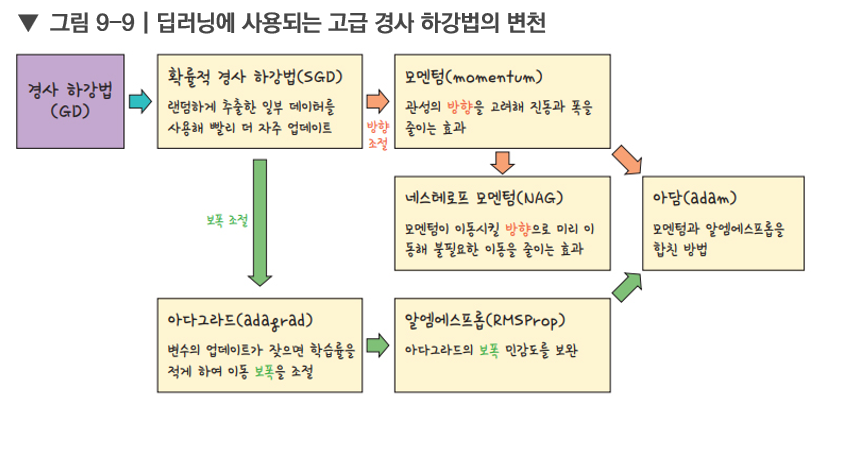 ▼ 그림 9-9 | 딥러닝에 사용되는 고급 경사 하강법의 변천
경사 하강법
(GD)
확률적 경사 하강법(SGD)
랜덤하게 추출한 일부 데이터를
사용해 빨리 더 자주 업데이트
방향
조절
모멘텀(momentum)
관성의 방향을 고려해 진동과 폭을
줄이는 효과
보폭 조절
네스테로프 모멘텀(NAG)
모멘텀이 이동시킬 방향으로 미리 이
동해 불필요한 이동을 줄이는 효과
아담(adam)
모멘텀과 알엠에스프롭을
합친 방법
아다그라드(adagrad)
변수의 업데이트가 잦으면 학습률을
적게 하여 이동 보폭을 조절
알엠에스프롭(RMSProp)
아다그라드의 보폭 민감도를 보완